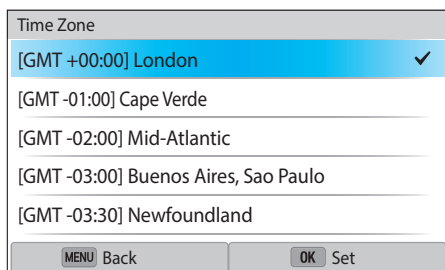 Time Zone
[GMT +00:00] London
[GMT -01:00] Cape Verde
[GMT -02:00] Mid-Atlantic
[GMT -03:00] Buenos Aires, Sao Paulo
[GMT -03:30] Newfoundland
MENU Back OK Set